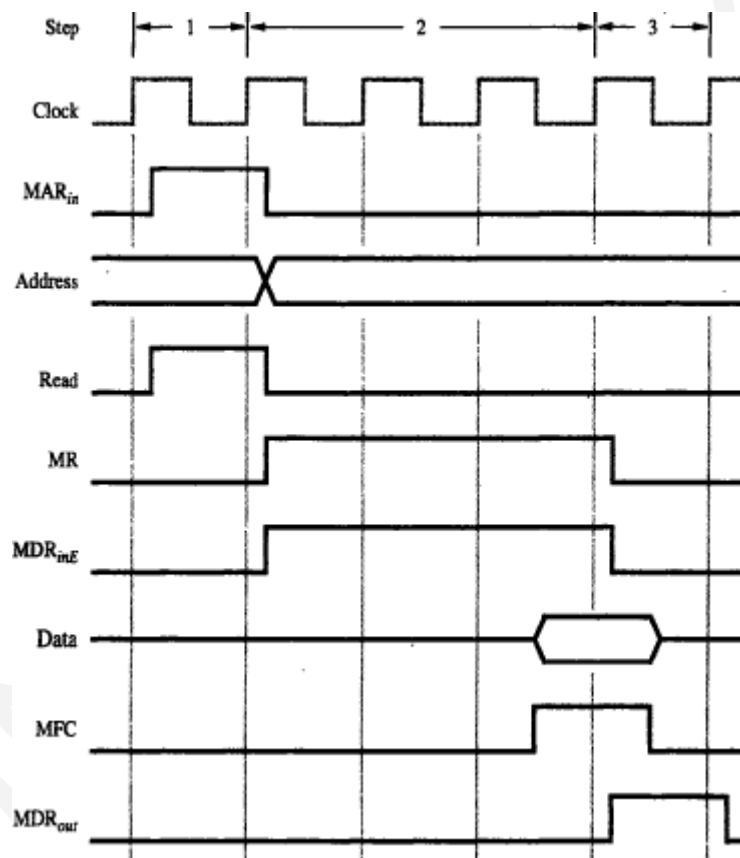 Step 1 2 3
Clock
MARin
Address
Read
MR
MDRinE
Data
MFC
MDRout